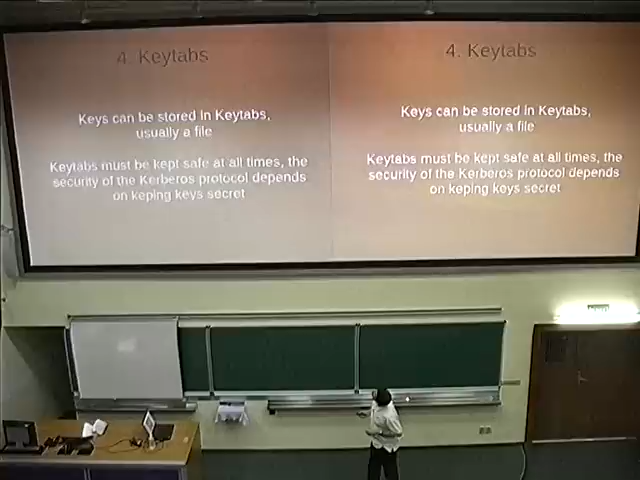 4. Keytabs
Keys can be stored in Keytabs,
usually a file
Keytabs must be kept safe at all times, the
security of the Kerberos protocol depends
on keping keys secret
4. Keytabs
Keys can be stored in Keytabs,
usually a file
Keytabs must be kept safe at all times, the
security of the Kerberos protocol depends
on keping keys secret